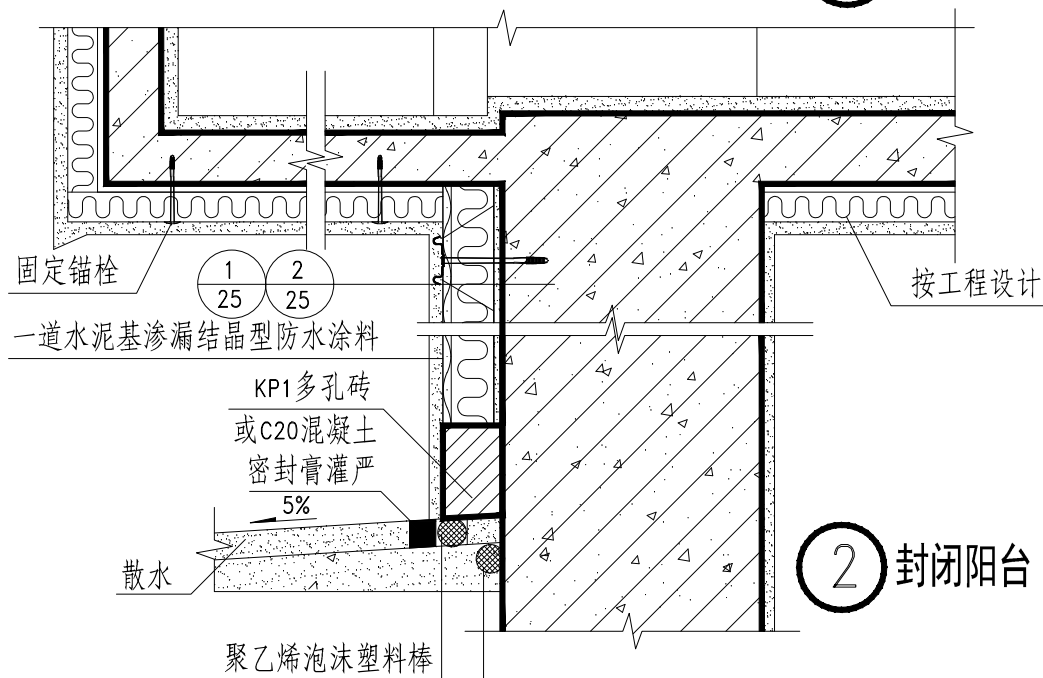 固定锚栓
1 2
25 25
按工程设计
一道水泥基渗漏结晶型防水涂料
KP1多孔砖
或C20混凝土
密封膏灌严
5%
散水
2 封闭阳台
聚乙烯泡沫塑料棒